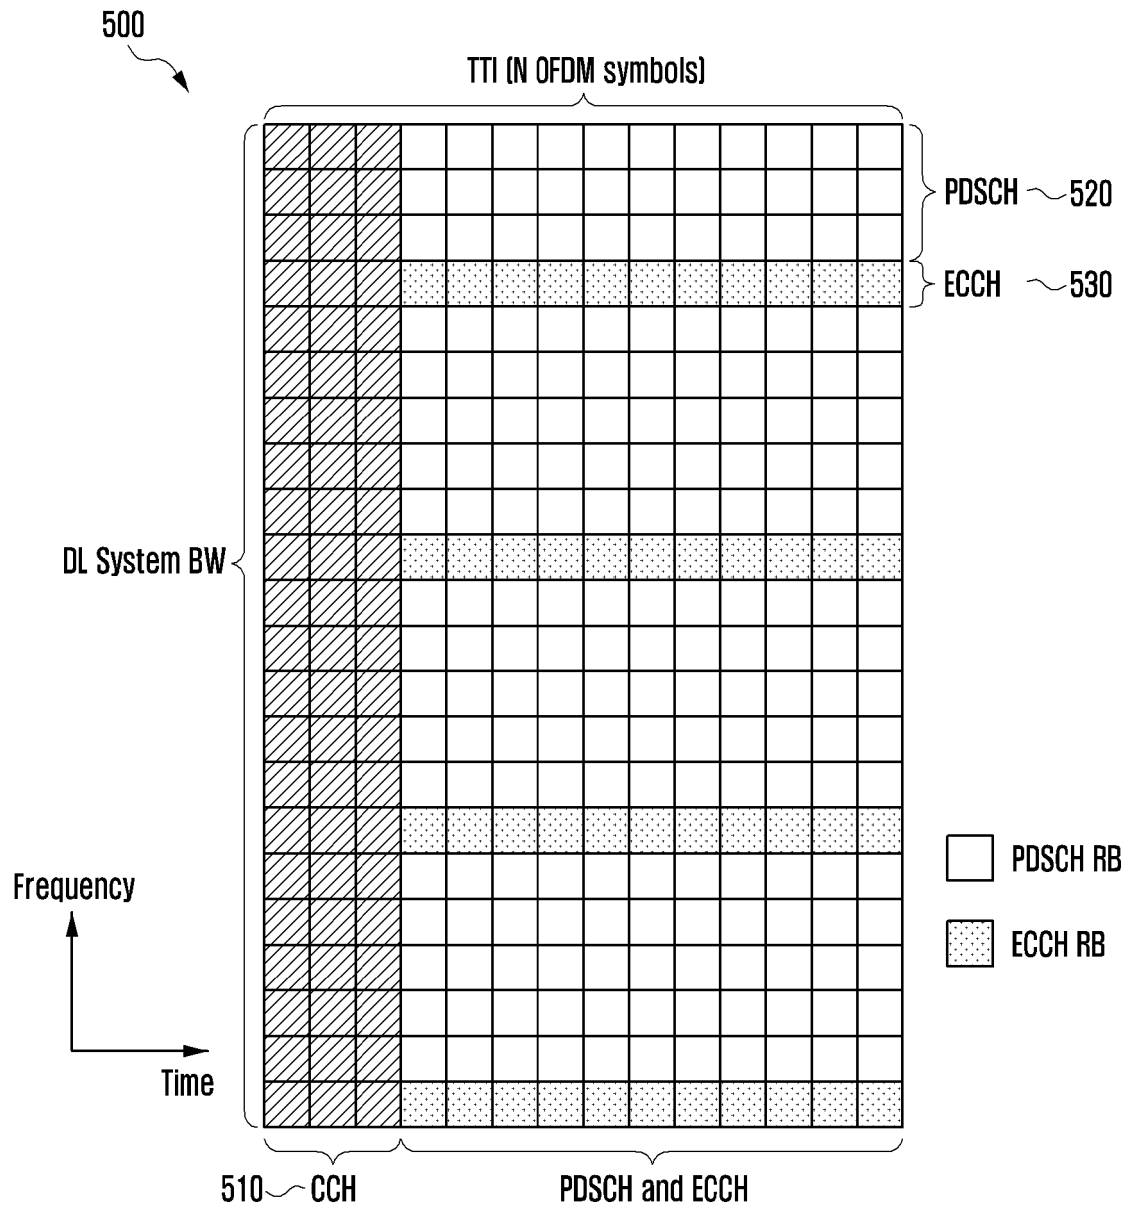 500
TTI (N OFDM symbols)
PDSCH 520
ECCH 530
DL System BW
PDSCH RB
Frequency
ECCH RB
Time
510 CCH
PDSCH and ECCH